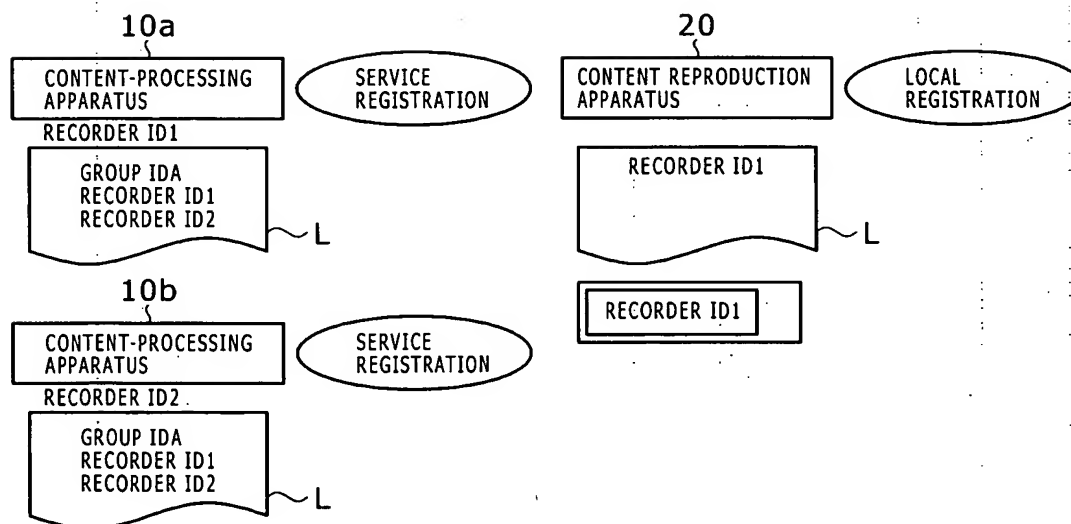 10a
CONTENT-PROCESSING
APPARATUS
SERVICE
REGISTRATION
RECORDER ID1
GROUP IDA
RECORDER ID1
RECORDER ID2
L
10b
CONTENT-PROCESSING
APPARATUS
SERVICE
REGISTRATION
RECORDER ID2
GROUP IDA
RECORDER ID1
RECORDER ID2
L
20
CONTENT REPRODUCTION
APPARATUS
LOCAL
REGISTRATION
RECORDER ID1
L
RECORDER ID1